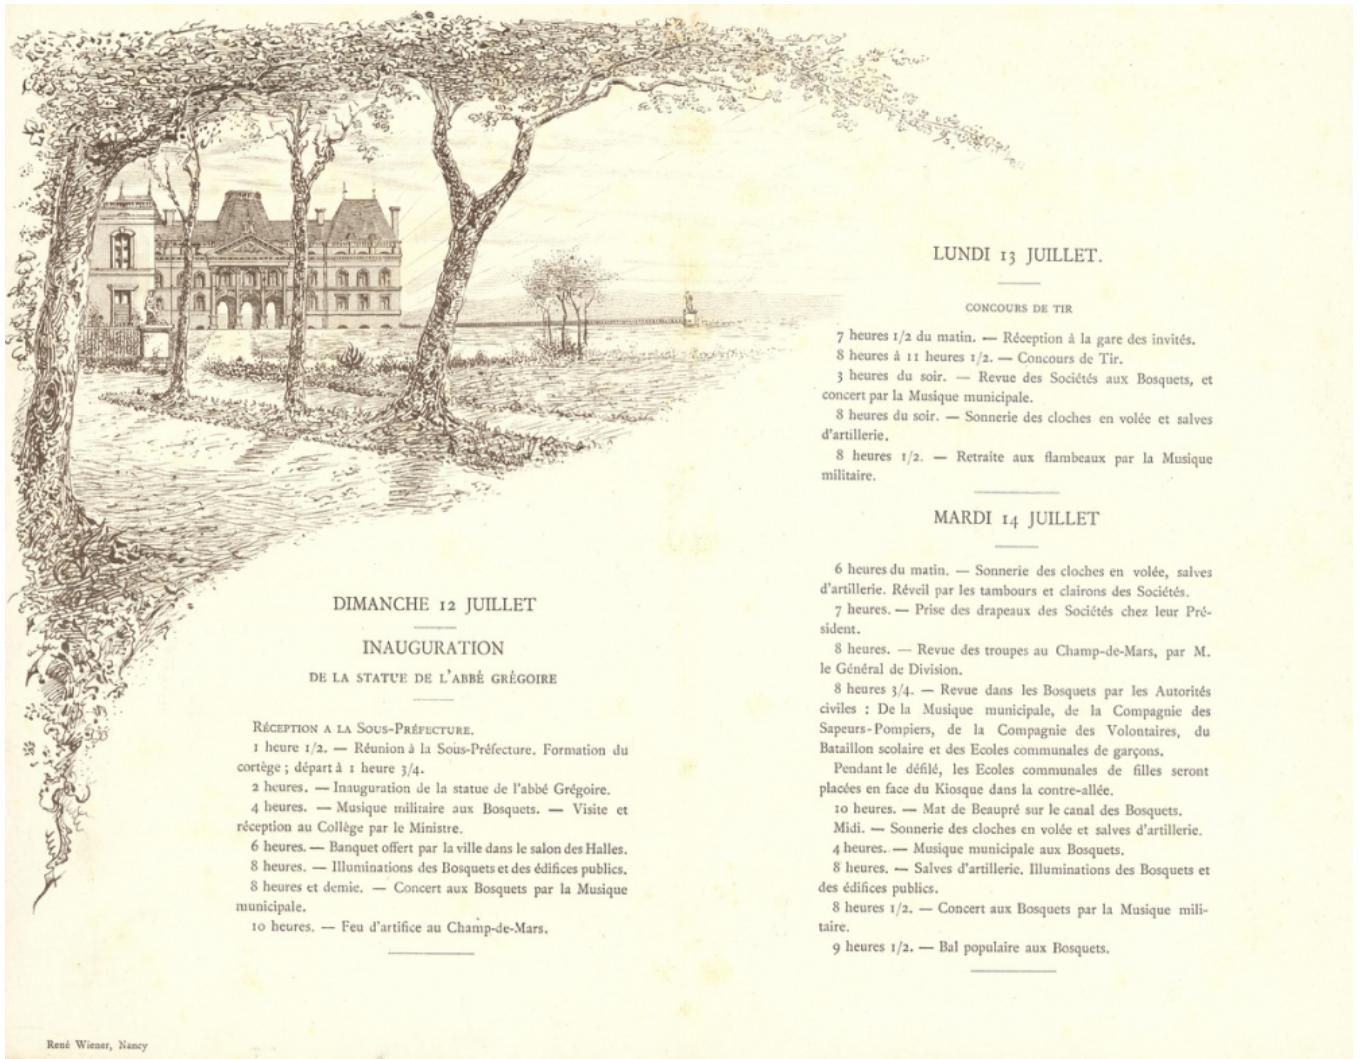 DIMANCHE 12 JUILLET
INAUGURATION
DE LA STATUE DE L'ABBÉ GRÉGOIRE
RÉCEPTION A LA SOUS-PRÉFECTURE.
1 heure 1/2. — Réunion à la Sous-Préfecture. Formation du
cortège ; départ à 1 heure 3/4.
2 heures. — Inauguration de la statue de l'abbé Grégoire.
4 heures. — Musique militaire aux Bosquets. — Visite et
réception au Collège par le Ministre.
6 heures. — Banquet offert par la ville dans le salon des Halles.
8 heures. — Illuminations des Bosquets et des édifices publics.
8 heures et demie. — Concert aux Bosquets par la Musique
municipale.
10 heures. — Feu d'artifice au Champ-de-Mars.
René Wiener, Nancy
LUNDI 13 JUILLET.
CONCOURS DE TIR
7 heures 1/2 du matin. — Réception à la gare des invités.
8 heures à 11 heures 1/2. — Concours de Tir.
3 heures du soir. — Revue des Sociétés aux Bosquets, et
concert par la Musique municipale.
8 heures du soir. — Sonnerie des cloches en volée et salves
d'artillerie.
8 heures 1/2. — Retraite aux flambeaux par la Musique
militaire.
MARDI 14 JUILLET
6 heures du matin. — Sonnerie des cloches en volée, salves
d'artillerie. Réveil par les tambours et clairons des Sociétés.
7 heures. — Prise des drapeaux des Sociétés chez leur Pré-
sident.
8 heures. — Revue des troupes au Champ-de-Mars, par M.
le Général de Division.
8 heures 3/4. — Revue dans les Bosquets par les Autorités
civiles : De la Musique municipale, de la Compagnie des
Sapeurs-Pompiers, de la Compagnie des Volontaires, du
Bataillon scolaire et des Ecoles communales de garçons.
Pendant le défilé, les Ecoles communales de filles seront
placées en face du Kiosque dans la contre-allée.
10 heures. — Mat de Beaupré sur le canal des Bosquets.
Midi. — Sonnerie des cloches en volée et salves d'artillerie.
4 heures. — Musique municipale aux Bosquets.
8 heures. — Salves d'artillerie. Illuminations des Bosquets et
des édifices publics.
8 heures 1/2. — Concert aux Bosquets par la Musique mili-
taire.
9 heures 1/2. — Bal populaire aux Bosquets.